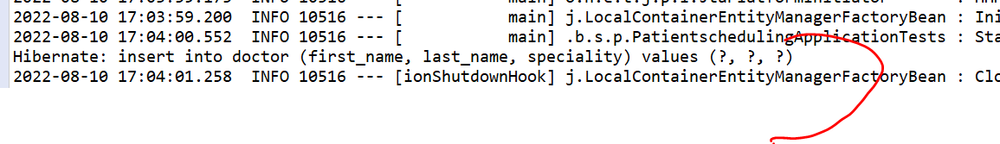 2022-08-10 17:03:59.200  INFO 10516 --- [           main] j.LocalContainerEntityManagerFactoryBean : Ini
2022-08-10 17:04:00.552  INFO 10516 --- [           main] .b.s.p.PatientschedulingApplicationTests : Sta
Hibernate: insert into doctor (first_name, last_name, speciality) values (?, ?, ?)
2022-08-10 17:04:01.258  INFO 10516 --- [ionShutdownHook] j.LocalContainerEntityManagerFactoryBean : Clo